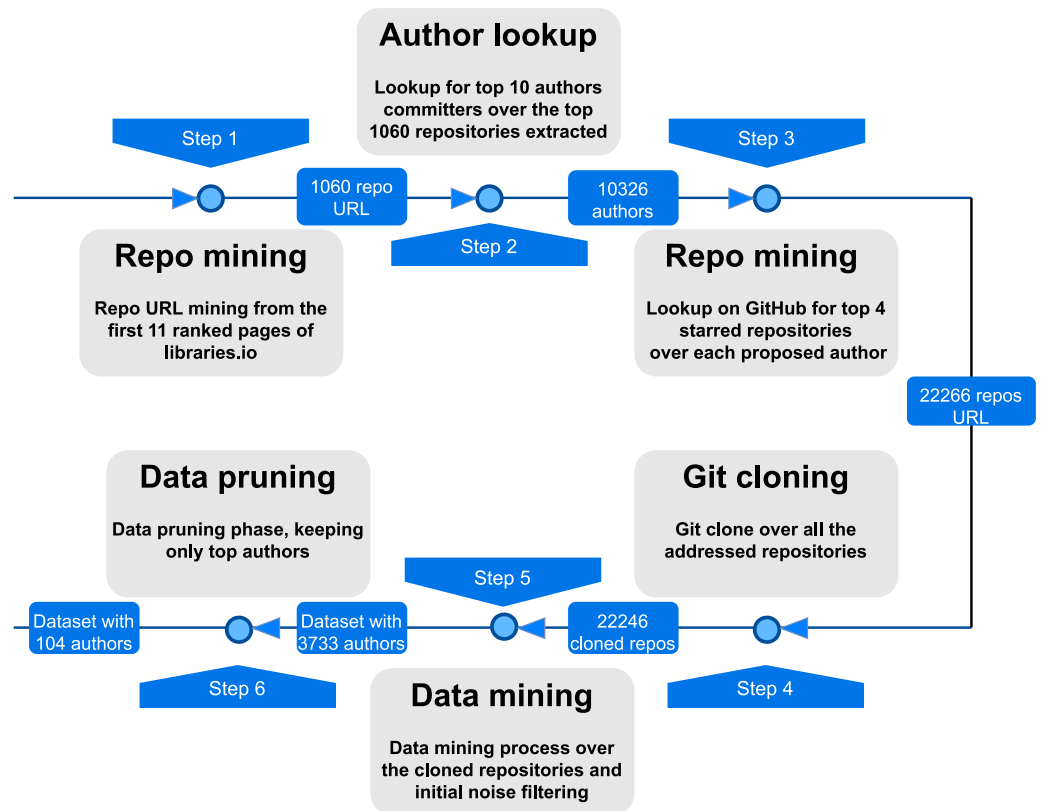 Author lookup
Lookup for top 10 authors
committers over the top
1060 repositories extracted
Step 1
Step 3
1060 repo
URL
10326
authors
Step 2
Repo mining
Repo URL mining from the
first 11 ranked pages of
libraries.io
Repo mining
Lookup on GitHub for top 4
starred repositories
over each proposed author
22266 repos
URL
Data pruning
Data pruning phase, keeping
only top authors
Git cloning
Git clone over all the
addressed repositories
Step 5
Dataset with
104 authors
Dataset with
3733 authors
22246
cloned repos
Step 6
Step 4
Data mining
Data mining process over
the cloned repositories and
initial noise filtering